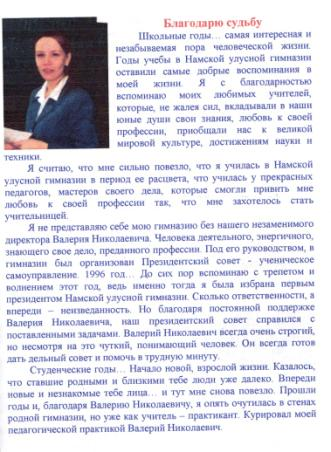 Благодарю судьбу
Школьные годы… самая интересная и
незабываемая пора человеческой жизни.
Годы учебы в Намской улусной гимназии
оставили самые добрые воспоминания в
моей жизни. Я с благодарностью
вспоминаю моих любимых учителей,
которые, не жалея сил, вкладывали в наши
юные души свои знания, любовь к своей
профессии, приобщали нас к великой
мировой культуре, достижениям науки и
техники.
Я считаю, что мне сильно повезло, что я училась в Намской
улусной гимназии в период ее расцвета, что училась у прекрасных
педагогов, мастеров своего дела, которые смогли привить мне
любовь к своей профессии так, что мне захотелось стать
учительницей.
Я не представляю себе мою гимназию без нашего незаменимого
директора Валерия Николаевича. Человека деятельного, энергичного,
знающего свое дело, преданного профессии. Под его руководством, в
гимназии был организован Президентский совет - ученическое
самоуправление. 1996 год… До сих пор вспоминаю с трепетом и
волнением этот год, ведь именно тогда я была избрана первым
президентом Намской улусной гимназии. Сколько ответственности, а
впереди – неизведанность. Но благодаря постоянной поддержке
Валерия Николаевича, наш президентский совет справился с
поставленными задачами. Валерий Николаевич всегда очень строгий,
но несмотря на это чуткий, понимающий человек. Он всегда готов
дать дельный совет и помочь в трудную минуту.
Студенческие годы… Начало новой, взрослой жизни. Казалось,
что ставшие родными и близкими тебе люди уже далеко. Впереди
новые и незнакомые тебе лица… и тут мне снова повезло. Прошли
годы и, благодаря Валерию Николаевичу, я опять очутилась в стенах
родной гимназии, но уже как учитель – практикант. Курировал моей
педагогической практикой Валерий Николаевич.